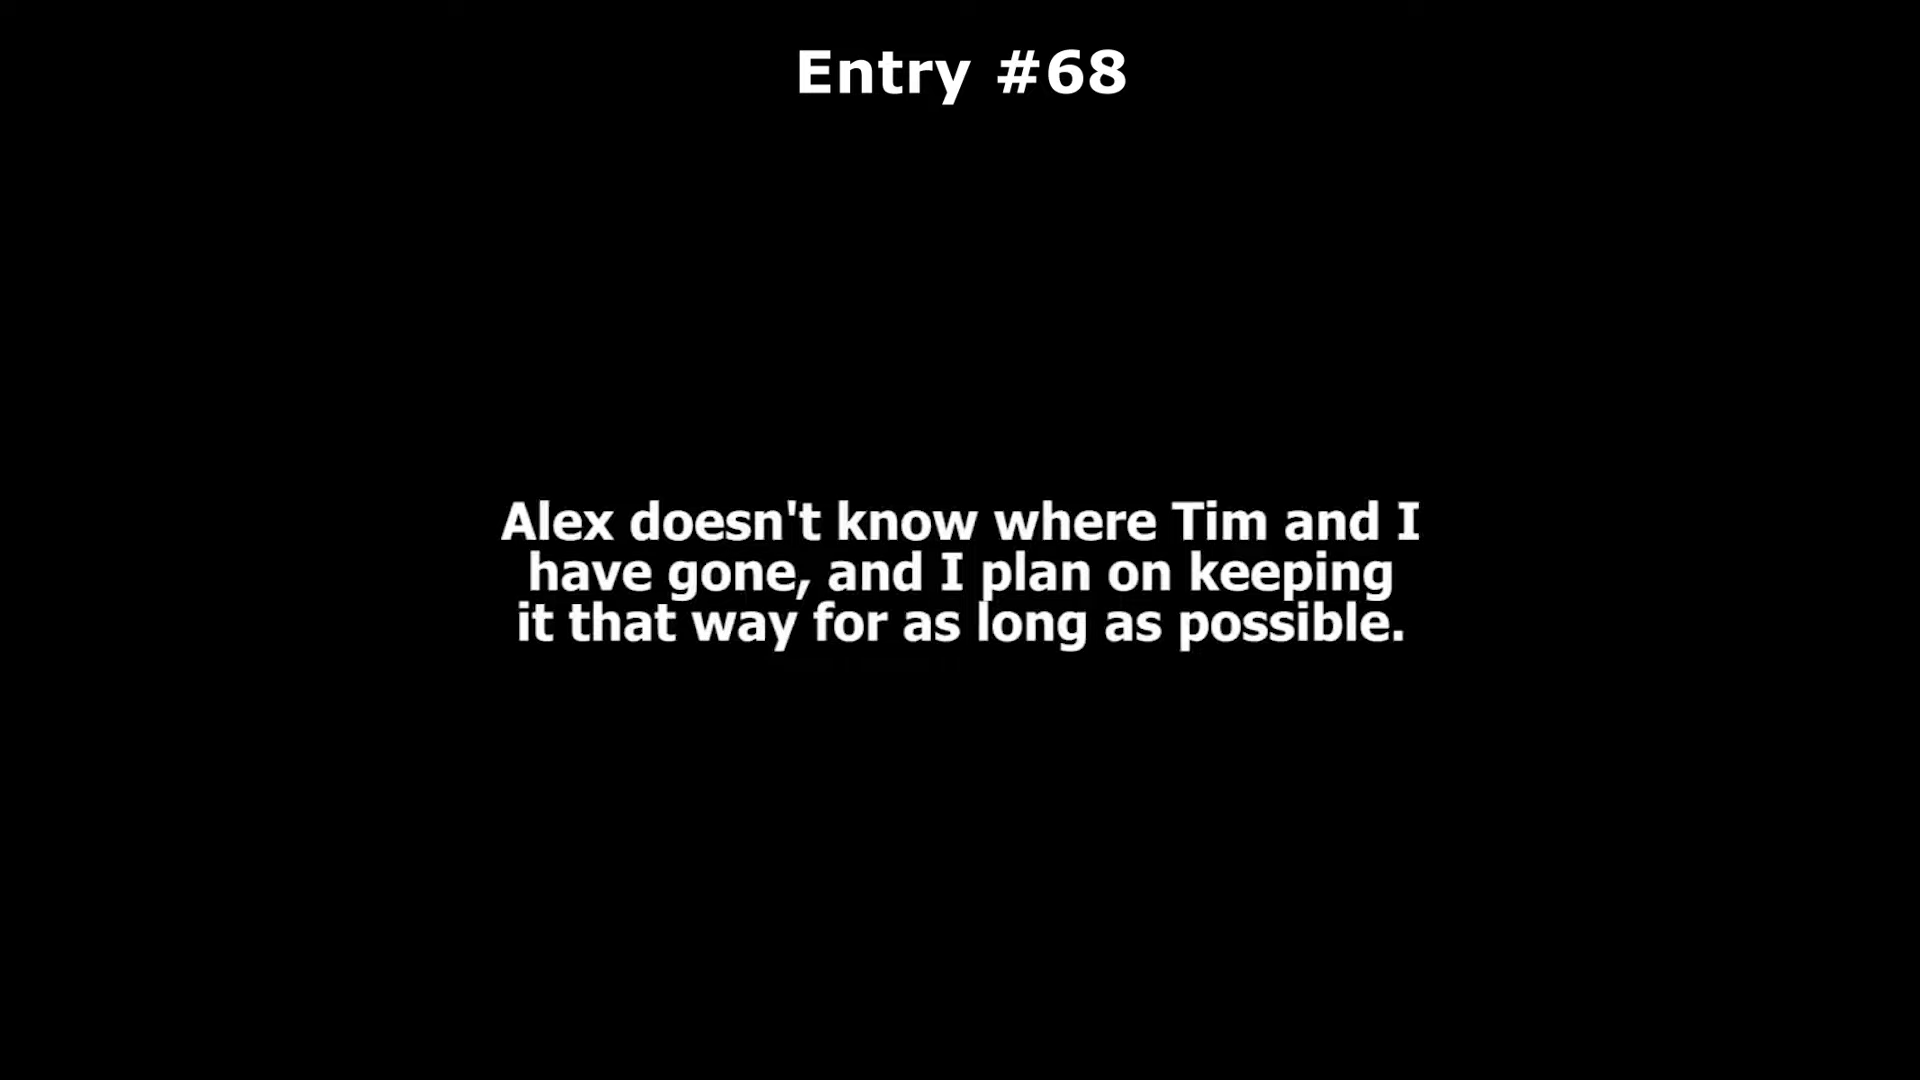 Entry #68
Alex doesn't know where Tim and I
have gone, and I plan on keeping
it that way for as long as possible.